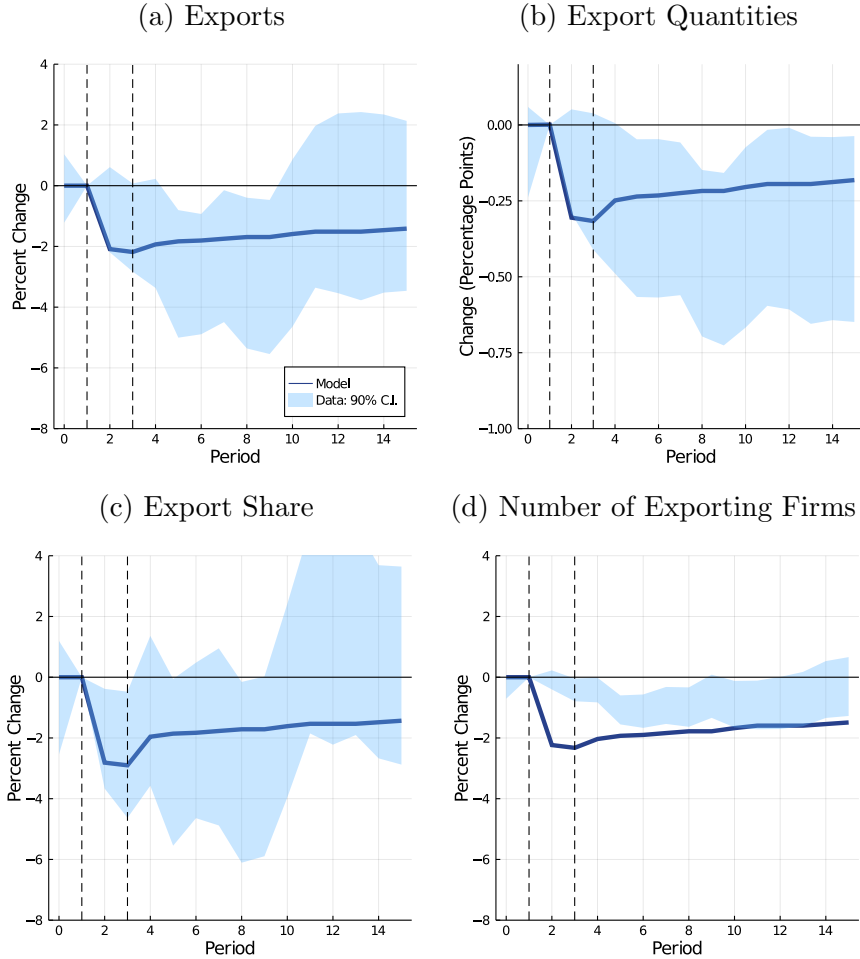 (a) Exports
4
2
0
−2
−4
−6
−8
Percent Change
0 2 4 6 8 10 12 14
Period
Model
Data: 90% C.I.
(b) Export Quantities
0.00
−0.25
−0.50
−0.75
−1.00
Change (Percentage Points)
0 2 4 6 8 10 12 14
Period
(c) Export Share
4
2
0
−2
−4
−6
−8
Percent Change
0 2 4 6 8 10 12 14
Period
(d) Number of Exporting Firms
4
2
0
−2
−4
−6
−8
Percent Change
0 2 4 6 8 10 12 14
Period